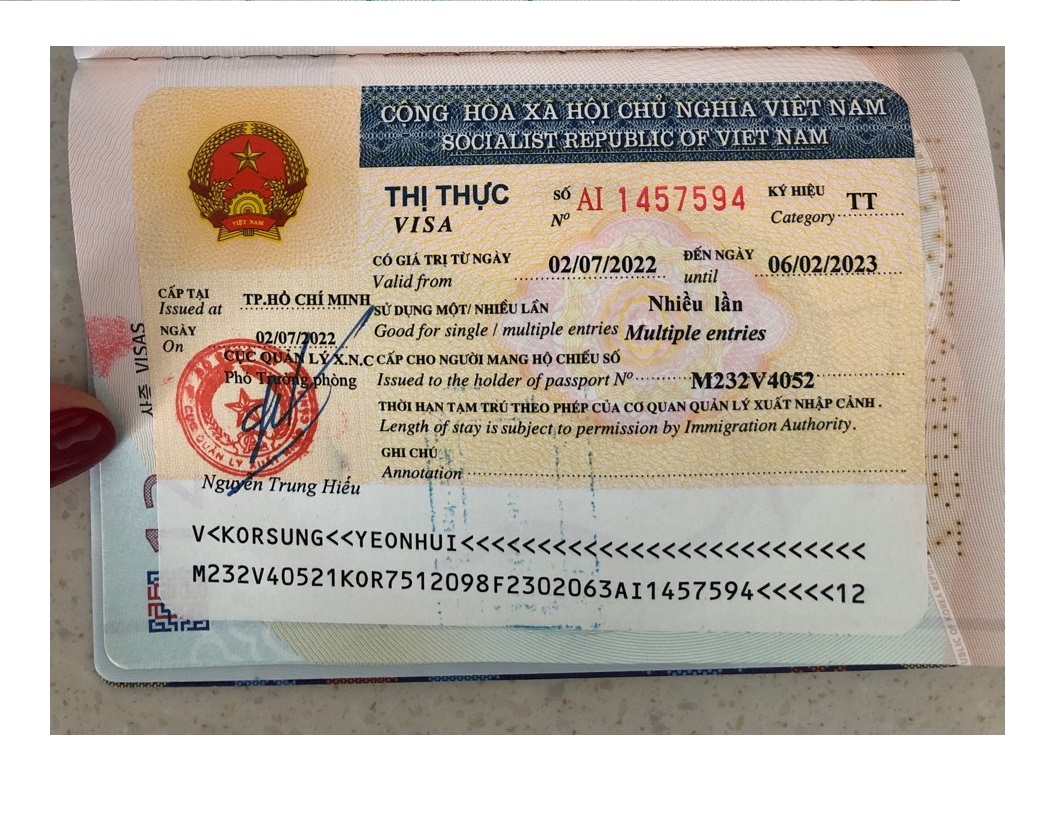 CỘNG HÒA XÃ HỘI CHỦ NGHĨA VIỆT NAM
SOCIALIST REPUBLIC OF VIET NAM
VIỆT NAM
THỊ THỰC
VISA
SỐ AI 1457594
Nº
KÝ HIỆU TT
Category
CÓ GIÁ TRỊ TỪ NGÀY 02/07/2022 ĐẾN NGÀY 06/02/2023
Valid from until
CẤP TẠI TP.HỒ CHÍ MINH
Issued at
NGÀY 02/07/2022
On
CỤC QUẢN LÝ X.N.C
Phó Trưởng phòng
Nguyễn Trung Hiếu
SỬ DỤNG MỘT/ NHIỀU LẦN Nhiều lần
Good for single / multiple entries Multiple entries
CẤP CHO NGƯỜI MANG HỘ CHIẾU SỐ
Issued to the holder of passport Nº M232V4052
THỜI HẠN TẠM TRÚ THEO PHÉP CỦA CƠ QUAN QUẢN LÝ XUẤT NHẬP CẢNH .
Length of stay is subject to permission by Immigration Authority.
GHI CHÚ
Annotation
V<KORSUNG<<YEONHUI<<<<<<<<<<<<<<<<<<<<<<<<<<
M232V40521KOR7512098F2302063AI1457594<<<<<12
사증 VISAS